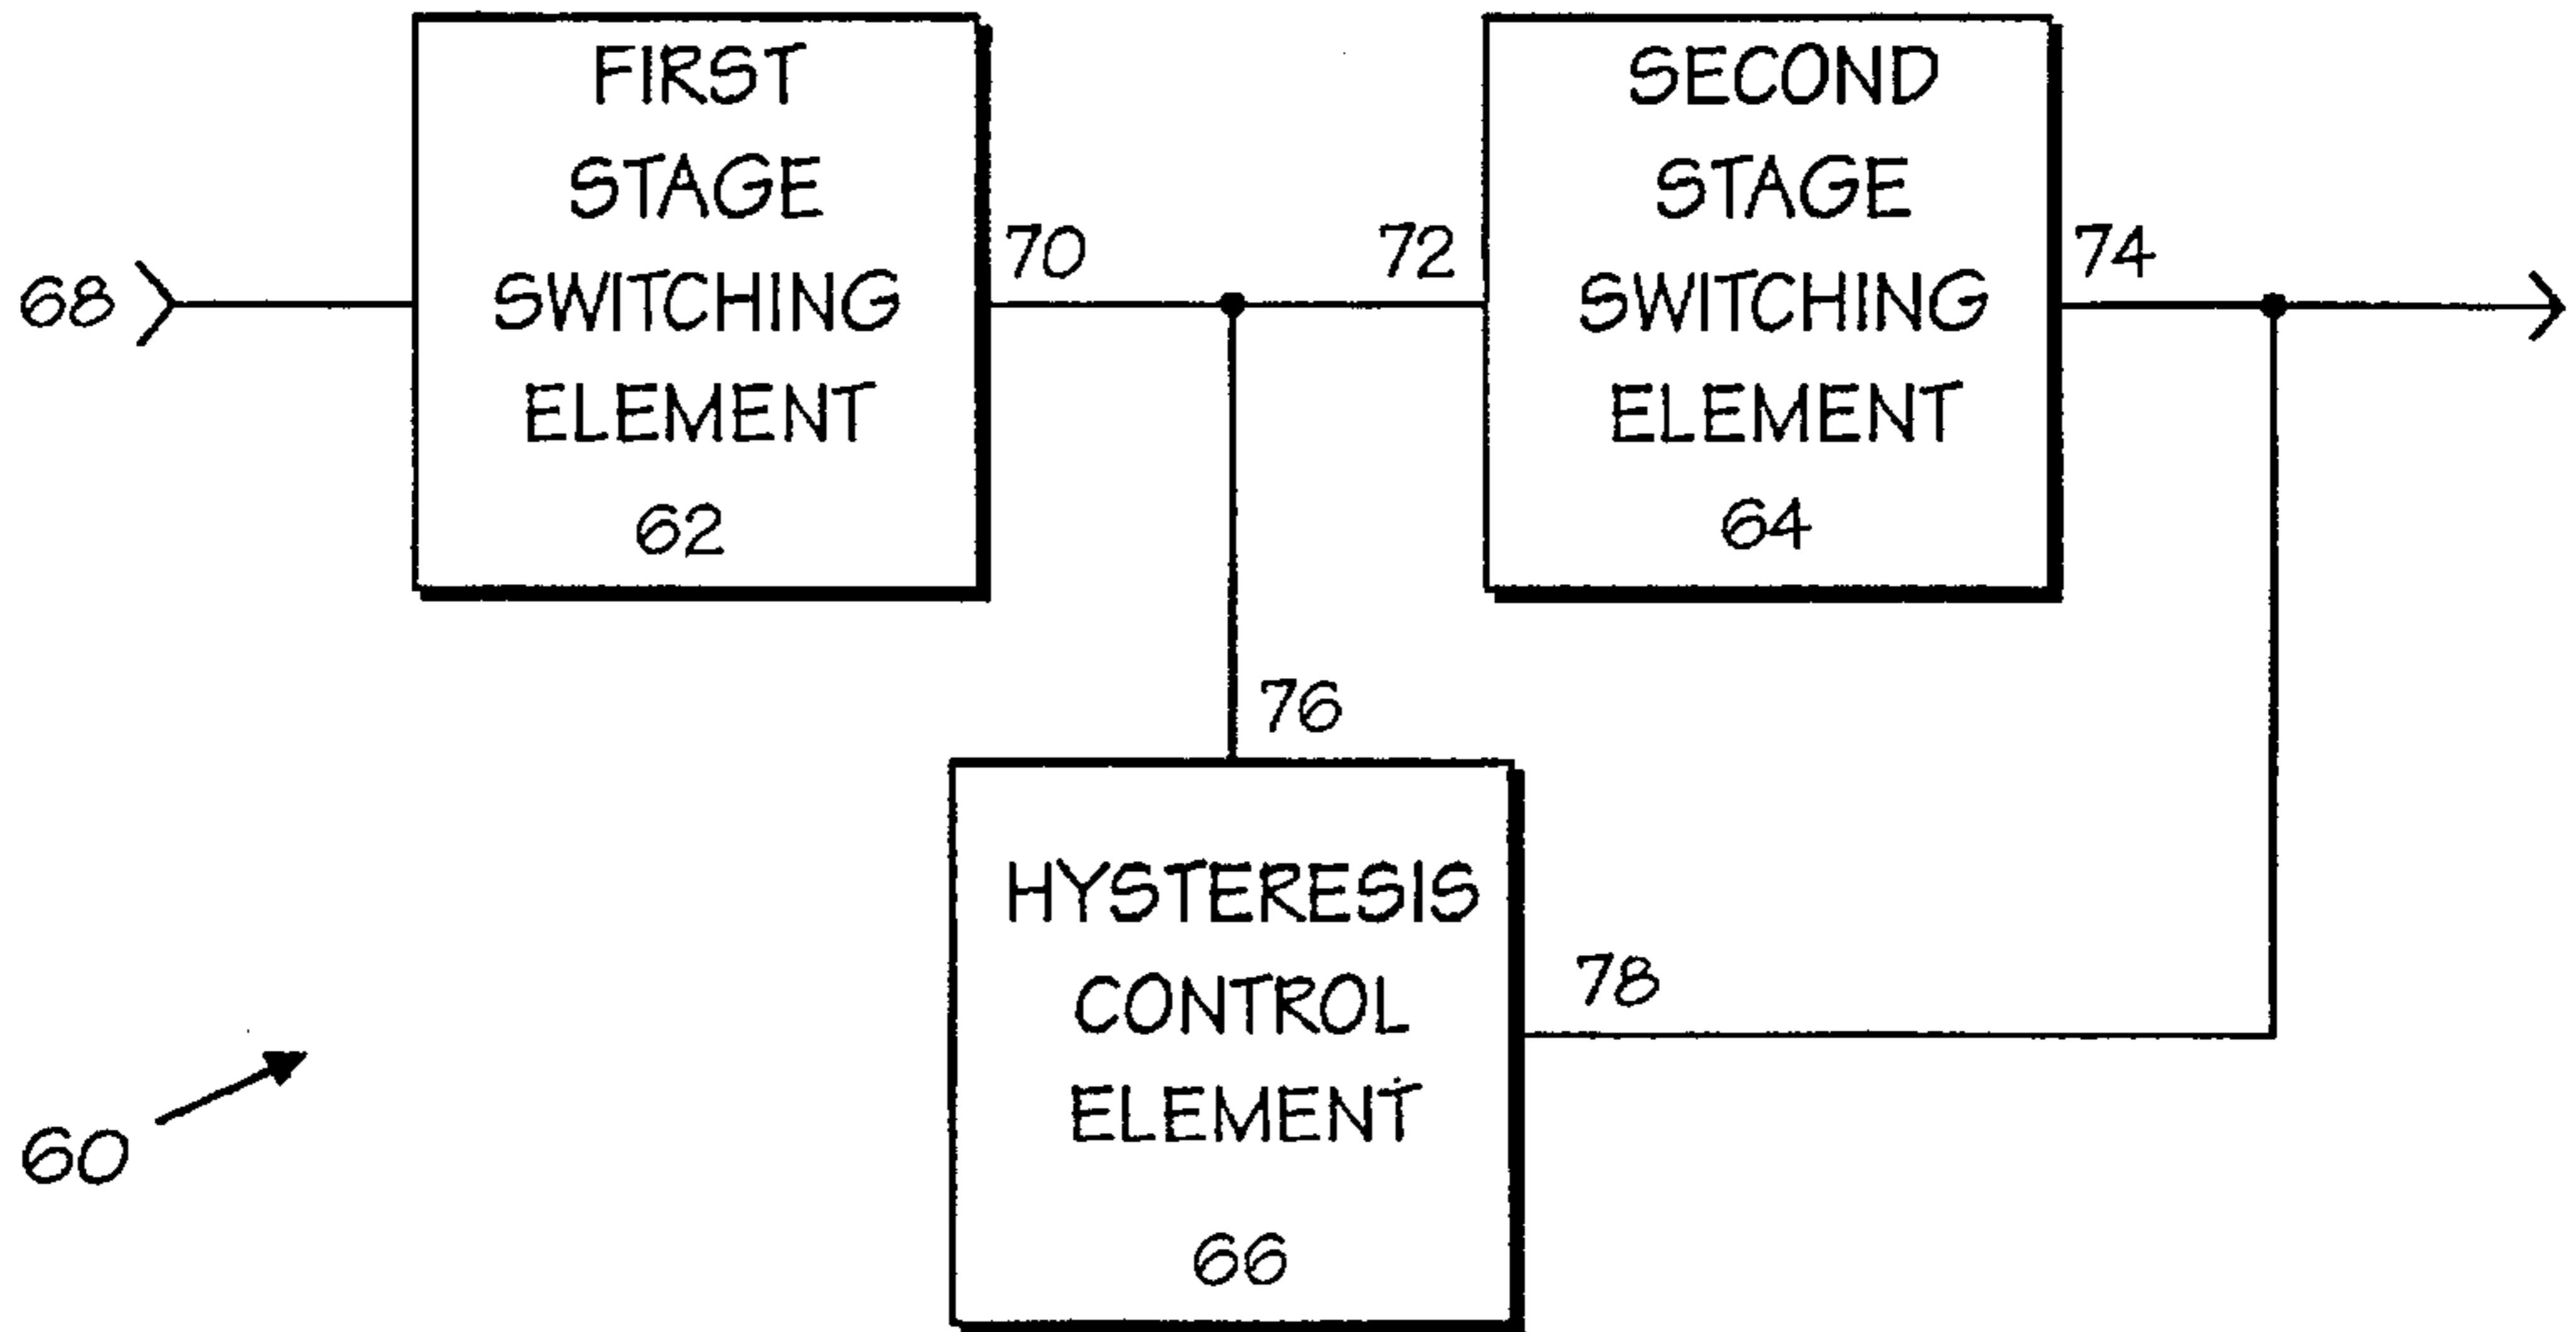 FIRST
STAGE
SWITCHING
ELEMENT
62
SECOND
STAGE
SWITCHING
ELEMENT
64
68
70
72
74
76
HYSTERESIS
CONTROL
ELEMENT
66
78
60